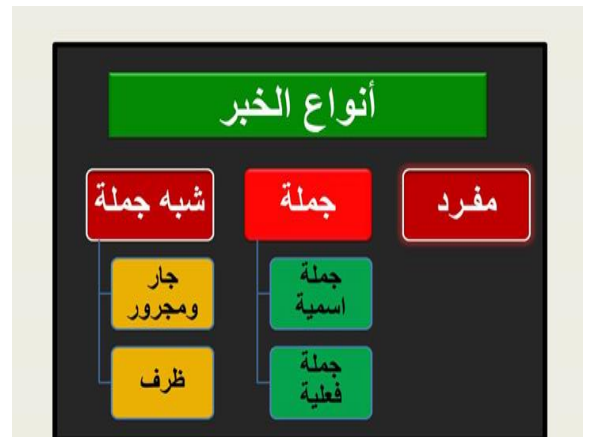 أنواع الخبر
مفرد
جملة
شبه جملة
جملة
اسمية
جملة
فعلية
جار
ومجرور
ظرف